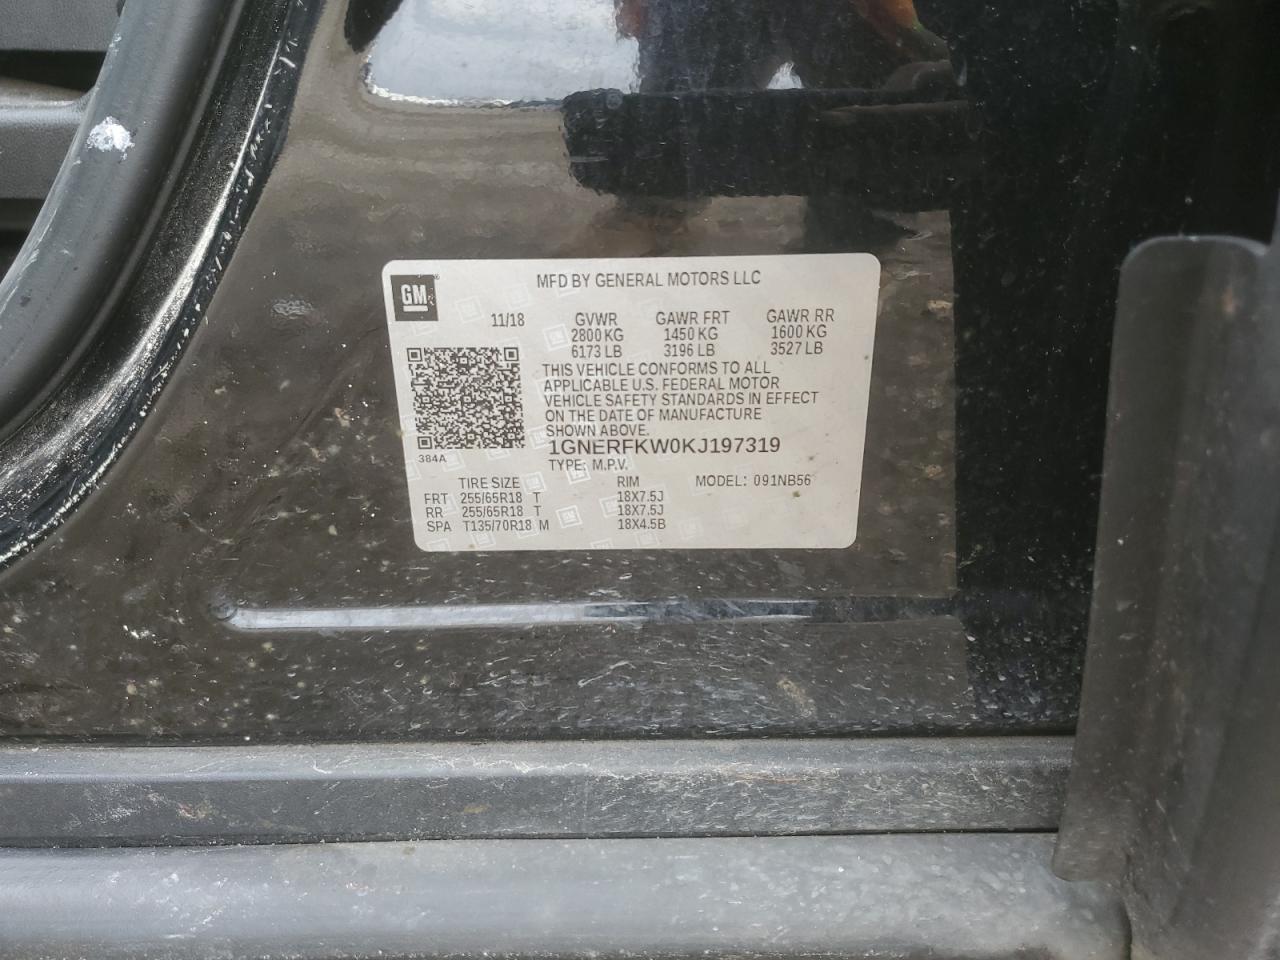 GM
MFD BY GENERAL MOTORS LLC
11/18
GVWR GAWR FRT GAWR RR
2800 KG 1450 KG 1600 KG
6173 LB 3196 LB 3527 LB
THIS VEHICLE CONFORMS TO ALL
APPLICABLE U.S. FEDERAL MOTOR
VEHICLE SAFETY STANDARDS IN EFFECT
ON THE DATE OF MANUFACTURE
SHOWN ABOVE.
384A
1GNERFKW0KJ197319
TYPE: M.P.V.
TIRE SIZE RIM MODEL: 091NB56
FRT 255/65R18 T 18X7.5J
RR 255/65R18 T 18X7.5J
SPA T135/70R18 M 18X4.5B